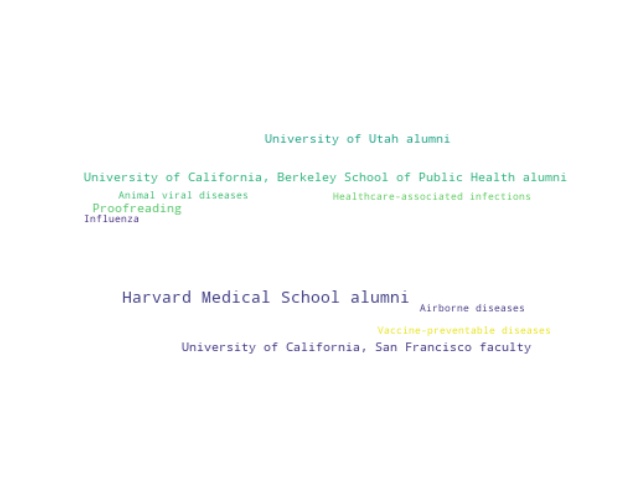 University of Utah alumni
University of California, Berkeley School of Public Health alumni
Animal viral diseases
Healthcare-associated infections
Proofreading
Influenza
Harvard Medical School alumni
Airborne diseases
Vaccine-preventable diseases
University of California, San Francisco faculty